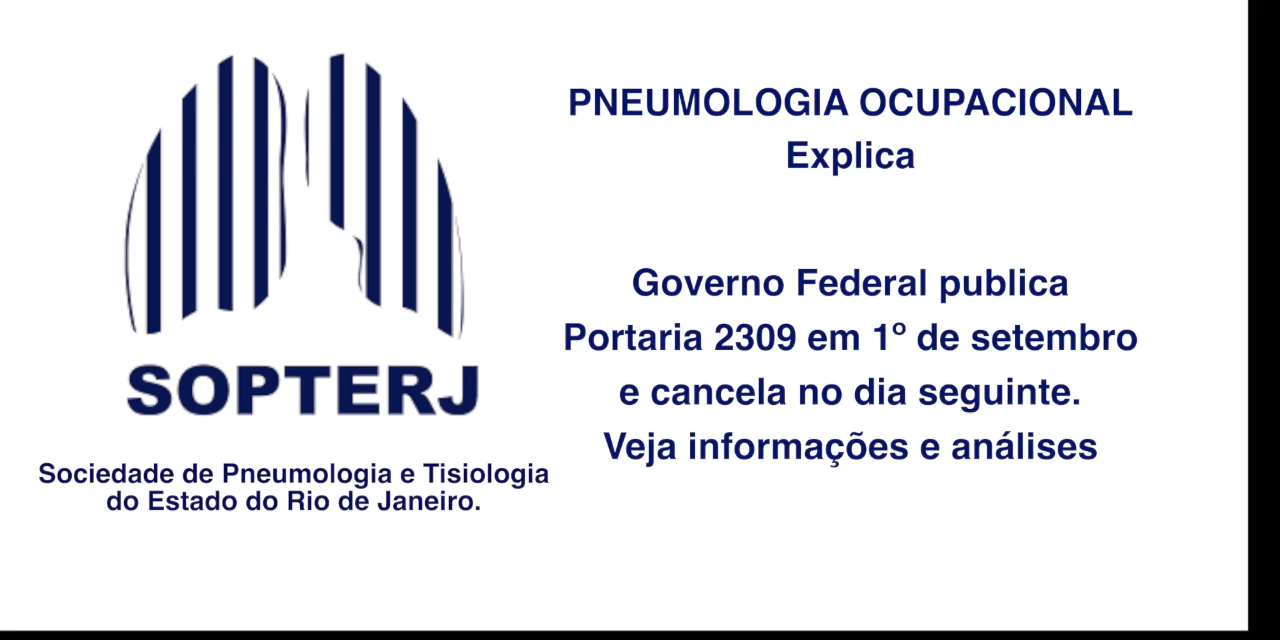 SOPTERJ
Sociedade de Pneumologia e Tisiologia
do Estado do Rio de Janeiro.
PNEUMOLOGIA OCUPACIONAL
Explica
Governo Federal publica
Portaria 2309 em 1º de setembro
e cancela no dia seguinte.
Veja informações e análises